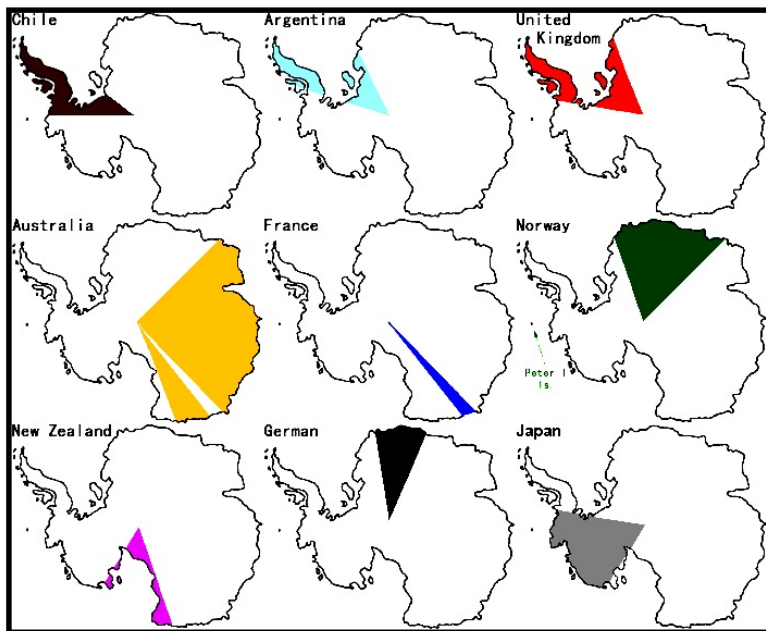 Chile
Argentina
United
Kingdom
Australia
France
Norway
Peter I
Is.
New Zealand
German
Japan